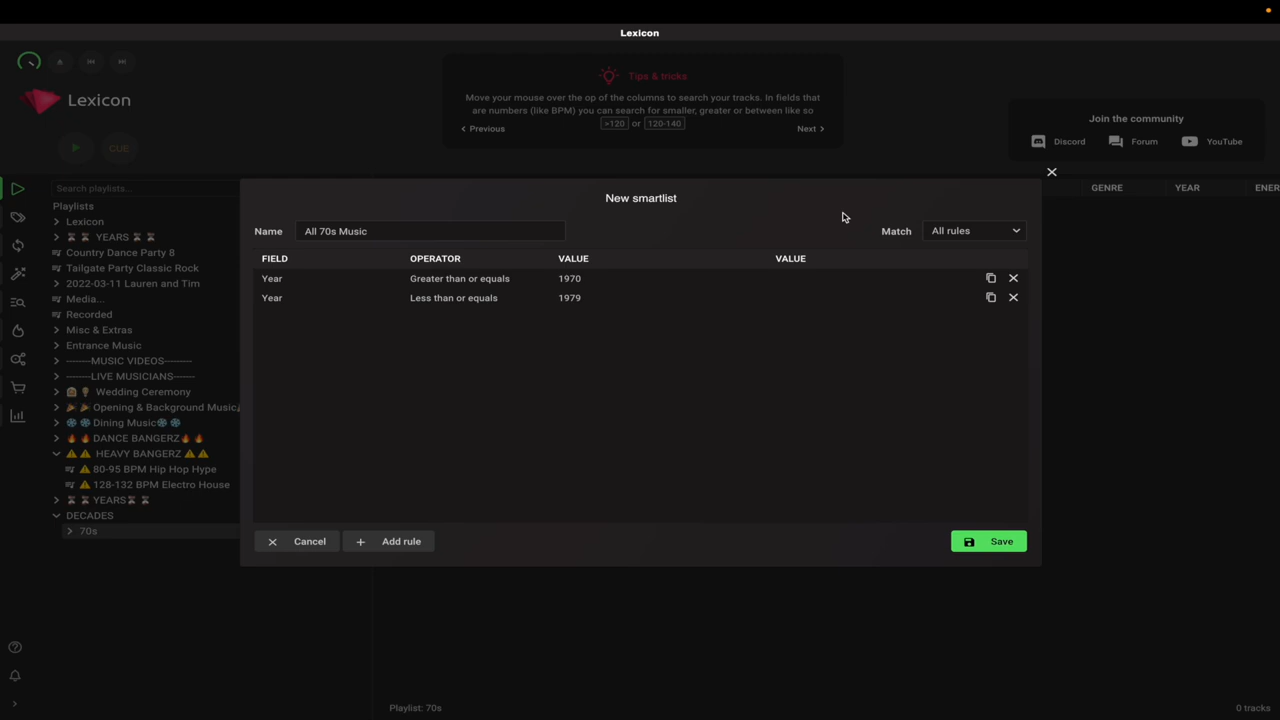 Lexicon
Tips & tricks
Lexicon
Move your mouse over the op of the columns to search your tracks. In fields that
are numbers (like BPM) you can search for smaller, greater or between like so
>120 or 120-140
Previous
Next
Join the community
Discord
Forum
YouTube
CUE
Search playlists...
GENRE
YEAR
ENER
Playlists
Lexicon
⏳ ⏳ YEARS ⏳ ⏳
Country Dance Party 8
Tailgate Party Classic Rock
2022-03-11 Lauren and Tim
Media...
Recorded
Misc & Extras
Entrance Music
-------MUSIC VIDEOS--------
-------LIVE MUSICIANS------
Wedding Ceremony
🎉 🎉 Opening & Background Music
❄️ ❄️ Dining Music ❄️ ❄️
🔥 🔥 DANCE BANGERZ 🔥 🔥
⚠️ ⚠️ HEAVY BANGERZ ⚠️ ⚠️
⚠️ 80-95 BPM Hip Hop Hype
⚠️ 128-132 BPM Electro House
⏳ ⏳ YEARS ⏳ ⏳
DECADES
70s
New smartlist
Name All 70s Music
Match All rules
FIELD OPERATOR VALUE VALUE
Year Greater than or equals 1970
Year Less than or equals 1979
Cancel
Add rule
Save
Playlist: 70s
0 tracks